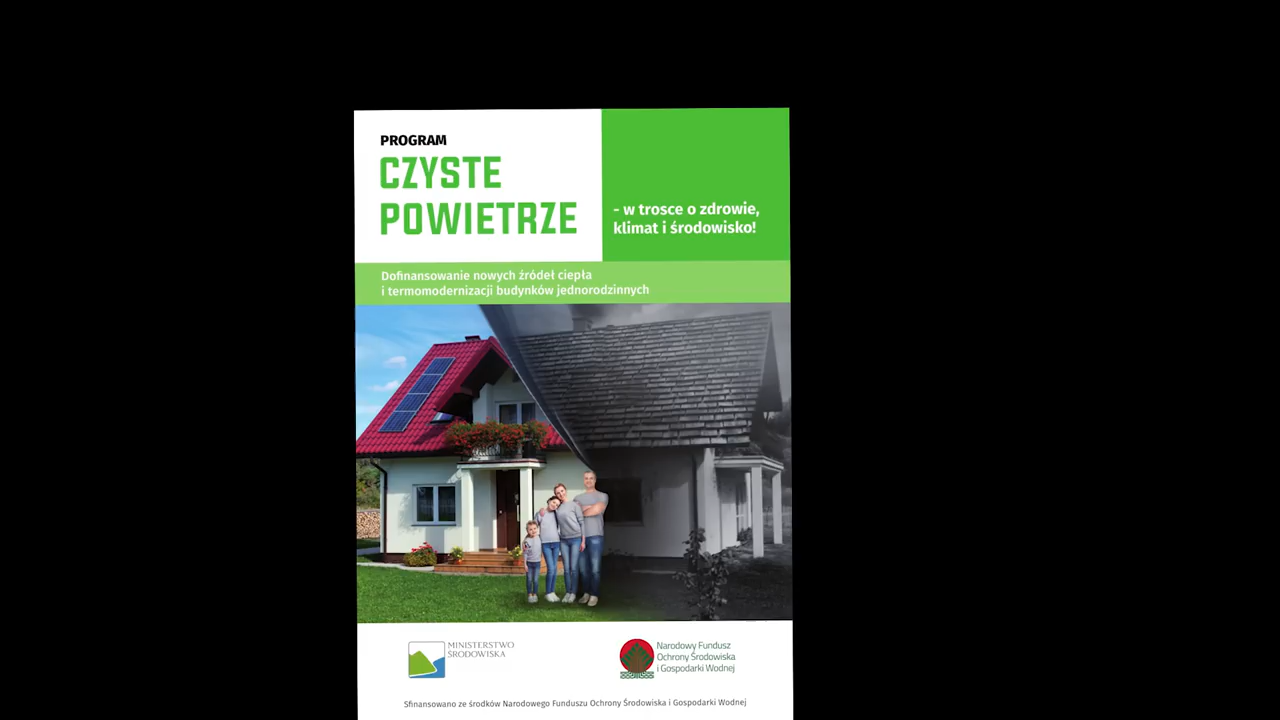 PROGRAM
CZYSTE
POWIETRZE
- w trosce o zdrowie,
klimat i środowisko!
Dofinansowanie nowych źródeł ciepła
i termomodernizacji budynków jednorodzinnych
MINISTERSTWO
ŚRODOWISKA
Narodowy Fundusz
Ochrony Środowiska
i Gospodarki Wodnej
Sfinansowano ze środków Narodowego Funduszu Ochrony Środowiska i Gospodarki Wodnej